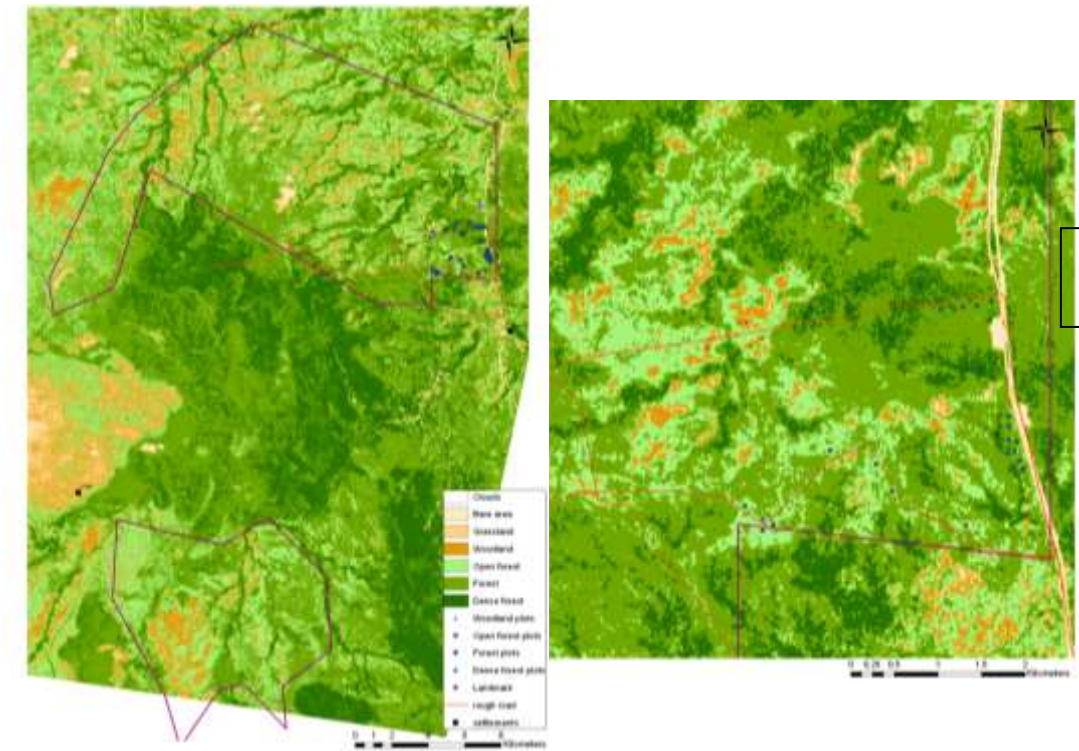 Clouds
Bare area
Grassland
Woodland
Open forest
Forest
Dense forest
Woodland plots
Open forest plots
Forest plots
Dense forest plots
Landmark
rough road
settlements
0 1 2 4 6 8
Kilometers
0 0.25 0.5 1 1.5 2
Kilometers